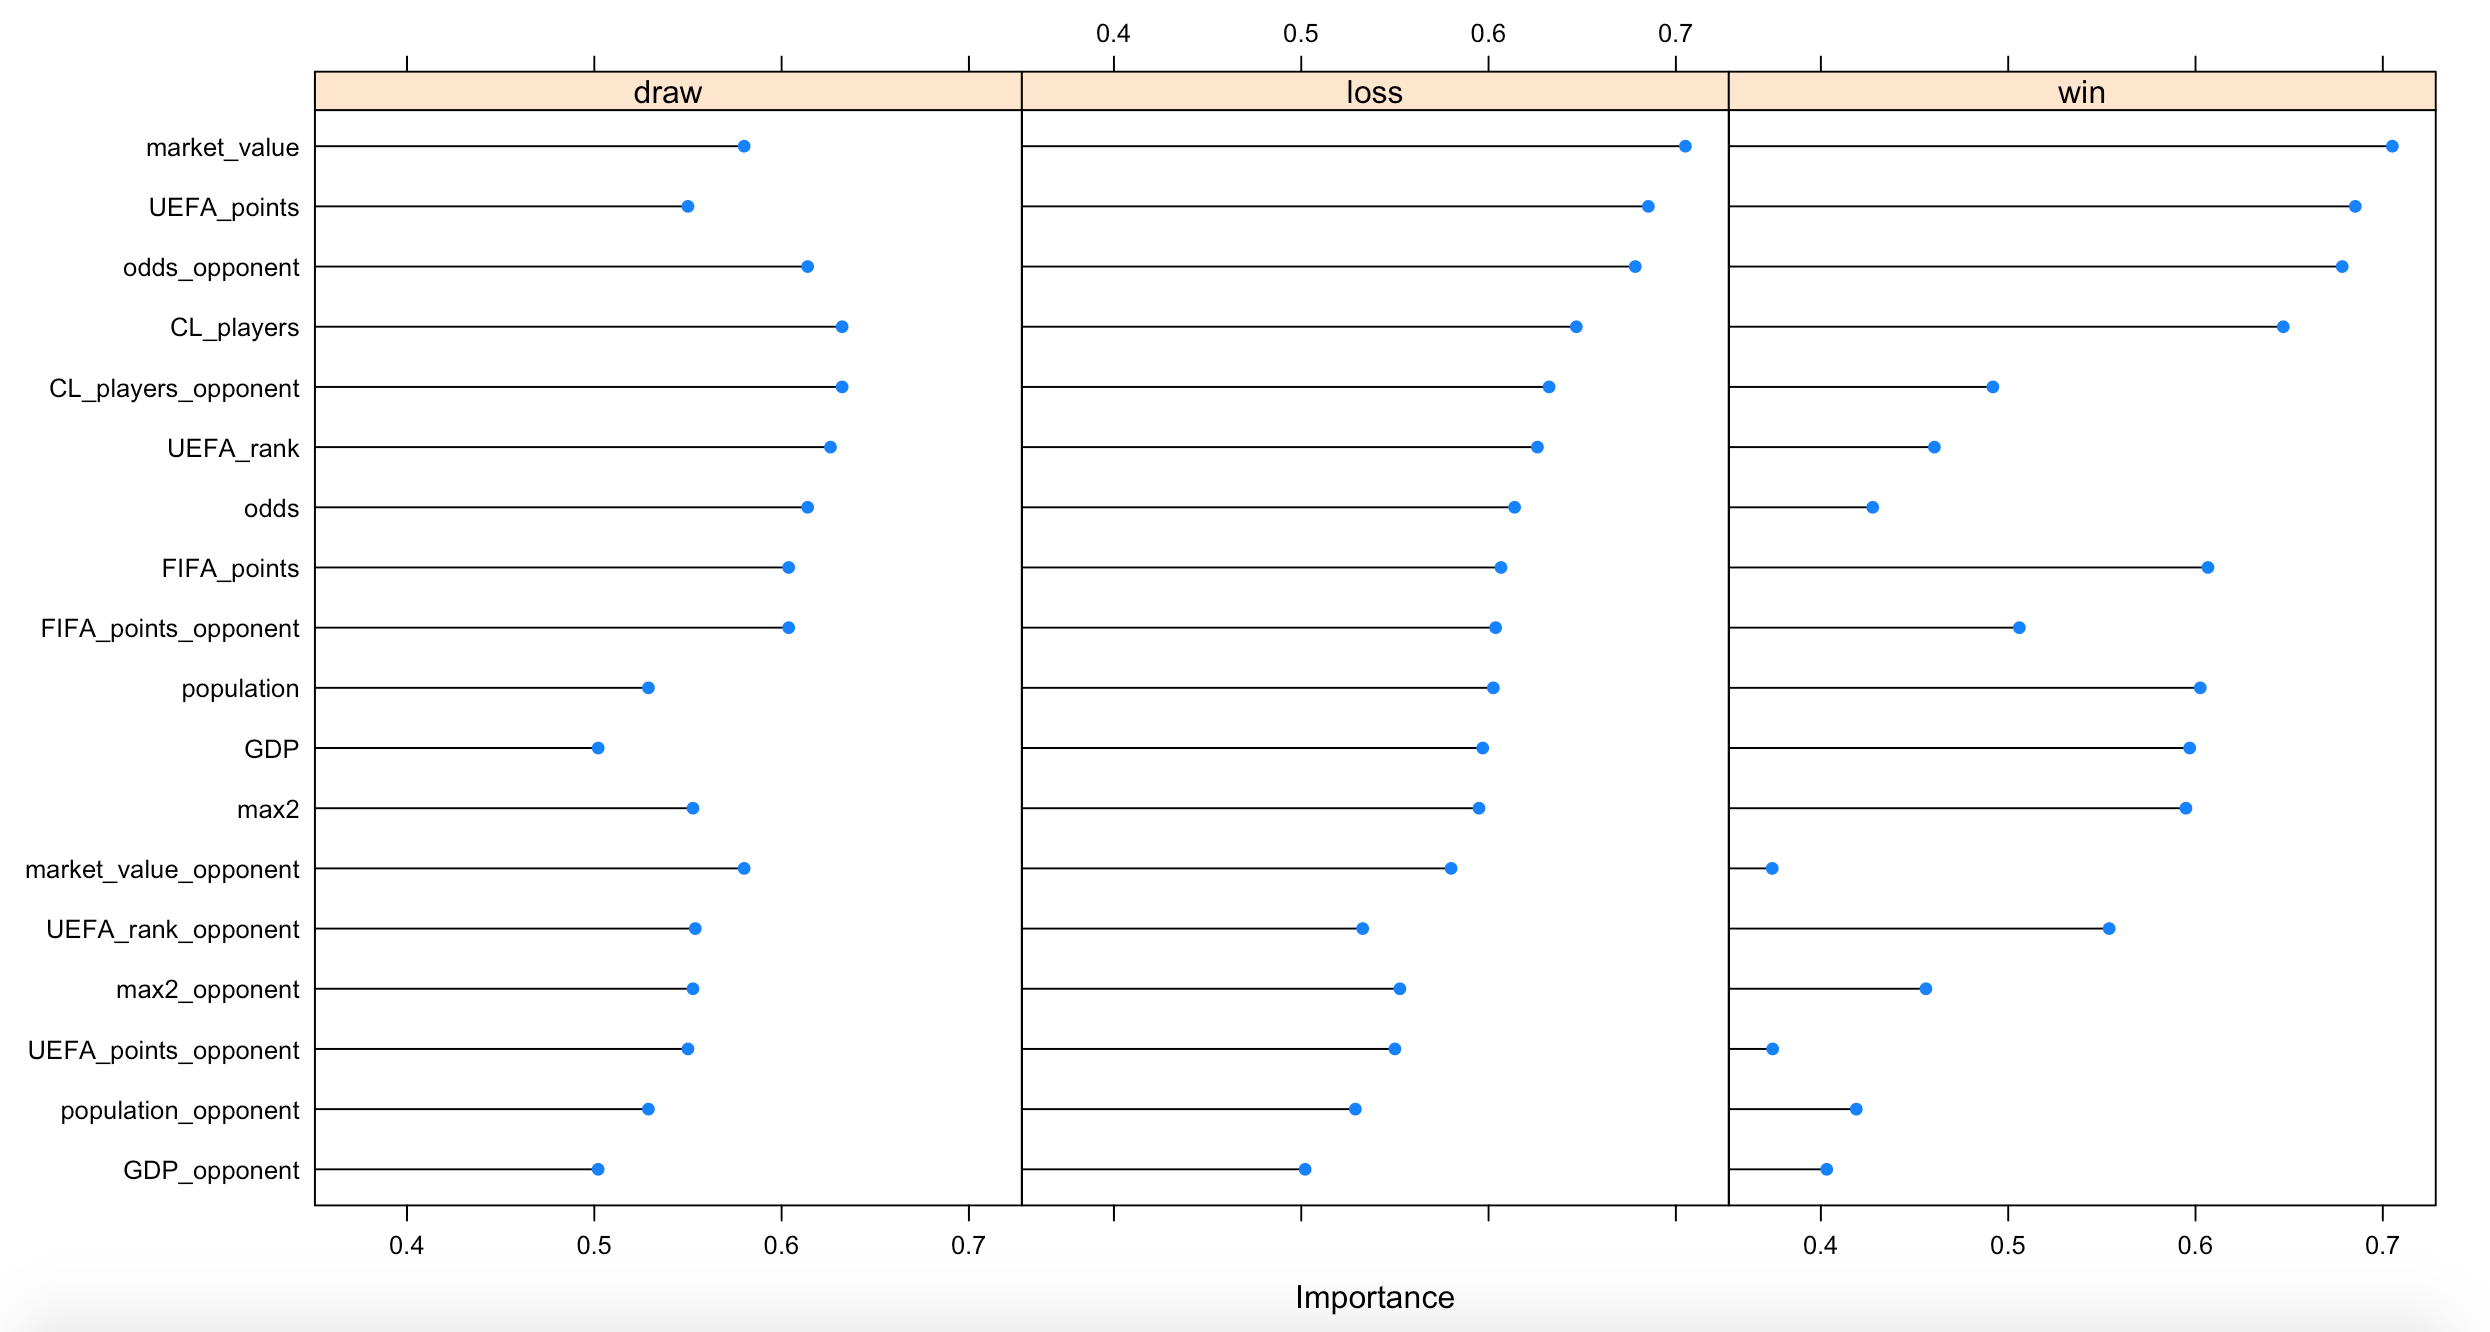 0.4 0.5 0.6 0.7
draw loss win
market_value
UEFA_points
odds_opponent
CL_players
CL_players_opponent
UEFA_rank
odds
FIFA_points
FIFA_points_opponent
population
GDP
max2
market_value_opponent
UEFA_rank_opponent
max2_opponent
UEFA_points_opponent
population_opponent
GDP_opponent
0.4 0.5 0.6 0.7 0.4 0.5 0.6 0.7
Importance